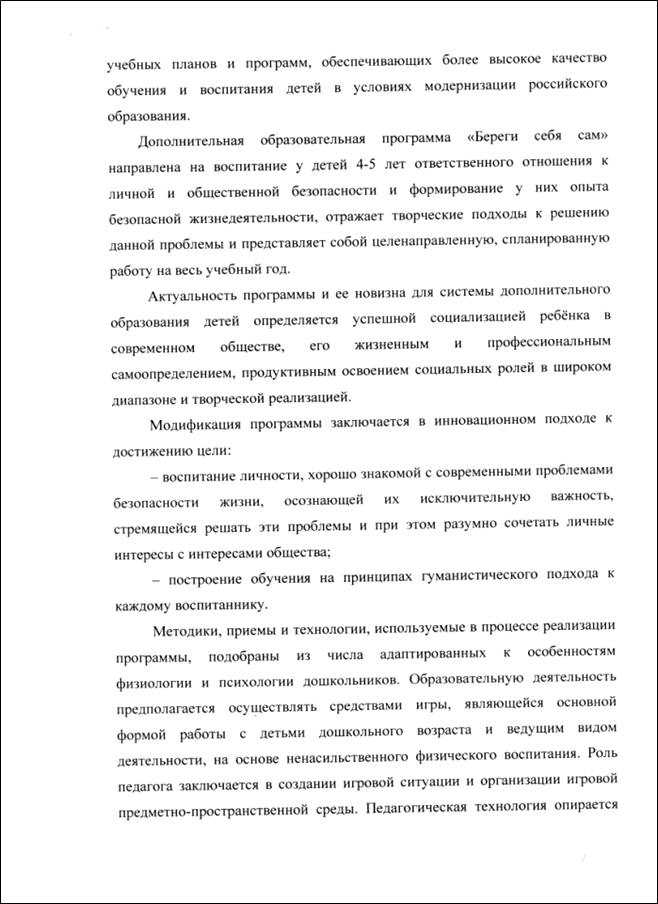 учебных планов и программ, обеспечивающих более высокое качество
обучения и воспитания детей в условиях модернизации российского
образования.
Дополнительная образовательная программа «Береги себя сам»
направлена на воспитание у детей 4-5 лет ответственного отношения к
личной и общественной безопасности и формирование у них опыта
безопасной жизнедеятельности, отражает творческие подходы к решению
данной проблемы и представляет собой целенаправленную, спланированную
работу на весь учебный год.
Актуальность программы и ее новизна для системы дополнительного
образования детей определяется успешной социализацией ребёнка в
современном обществе, его жизненным и профессиональным
самоопределением, продуктивным освоением социальных ролей в широком
диапазоне и творческой реализацией.
Модификация программы заключается в инновационном подходе к
достижению цели:
– воспитание личности, хорошо знакомой с современными проблемами
безопасности жизни, осознающей их исключительную важность,
стремящейся решать эти проблемы и при этом разумно сочетать личные
интересы с интересами общества;
– построение обучения на принципах гуманистического подхода к
каждому воспитаннику.
Методики, приемы и технологии, используемые в процессе реализации
программы, подобраны из числа адаптированных к особенностям
физиологии и психологии дошкольников. Образовательную деятельность
предполагается осуществлять средствами игры, являющейся основной
формой работы с детьми дошкольного возраста и ведущим видом
деятельности, на основе ненасильственного физического воспитания. Роль
педагога заключается в создании игровой ситуации и организации игровой
предметно-пространственной среды. Педагогическая технология опирается